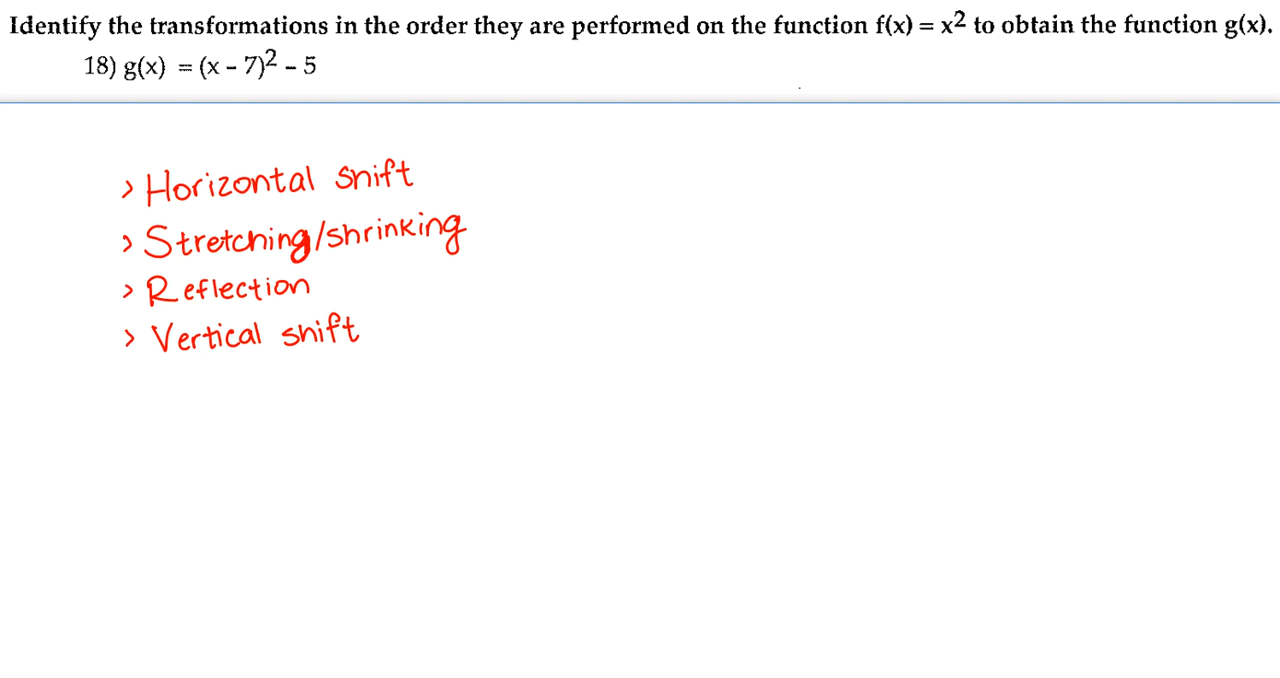 Identify the transformations in the order they are performed on the function f(x) = x² to obtain the function g(x).
18) g(x) = (x - 7)² - 5
> Horizontal shift
> Stretching/shrinking
> Reflection
> Vertical shift